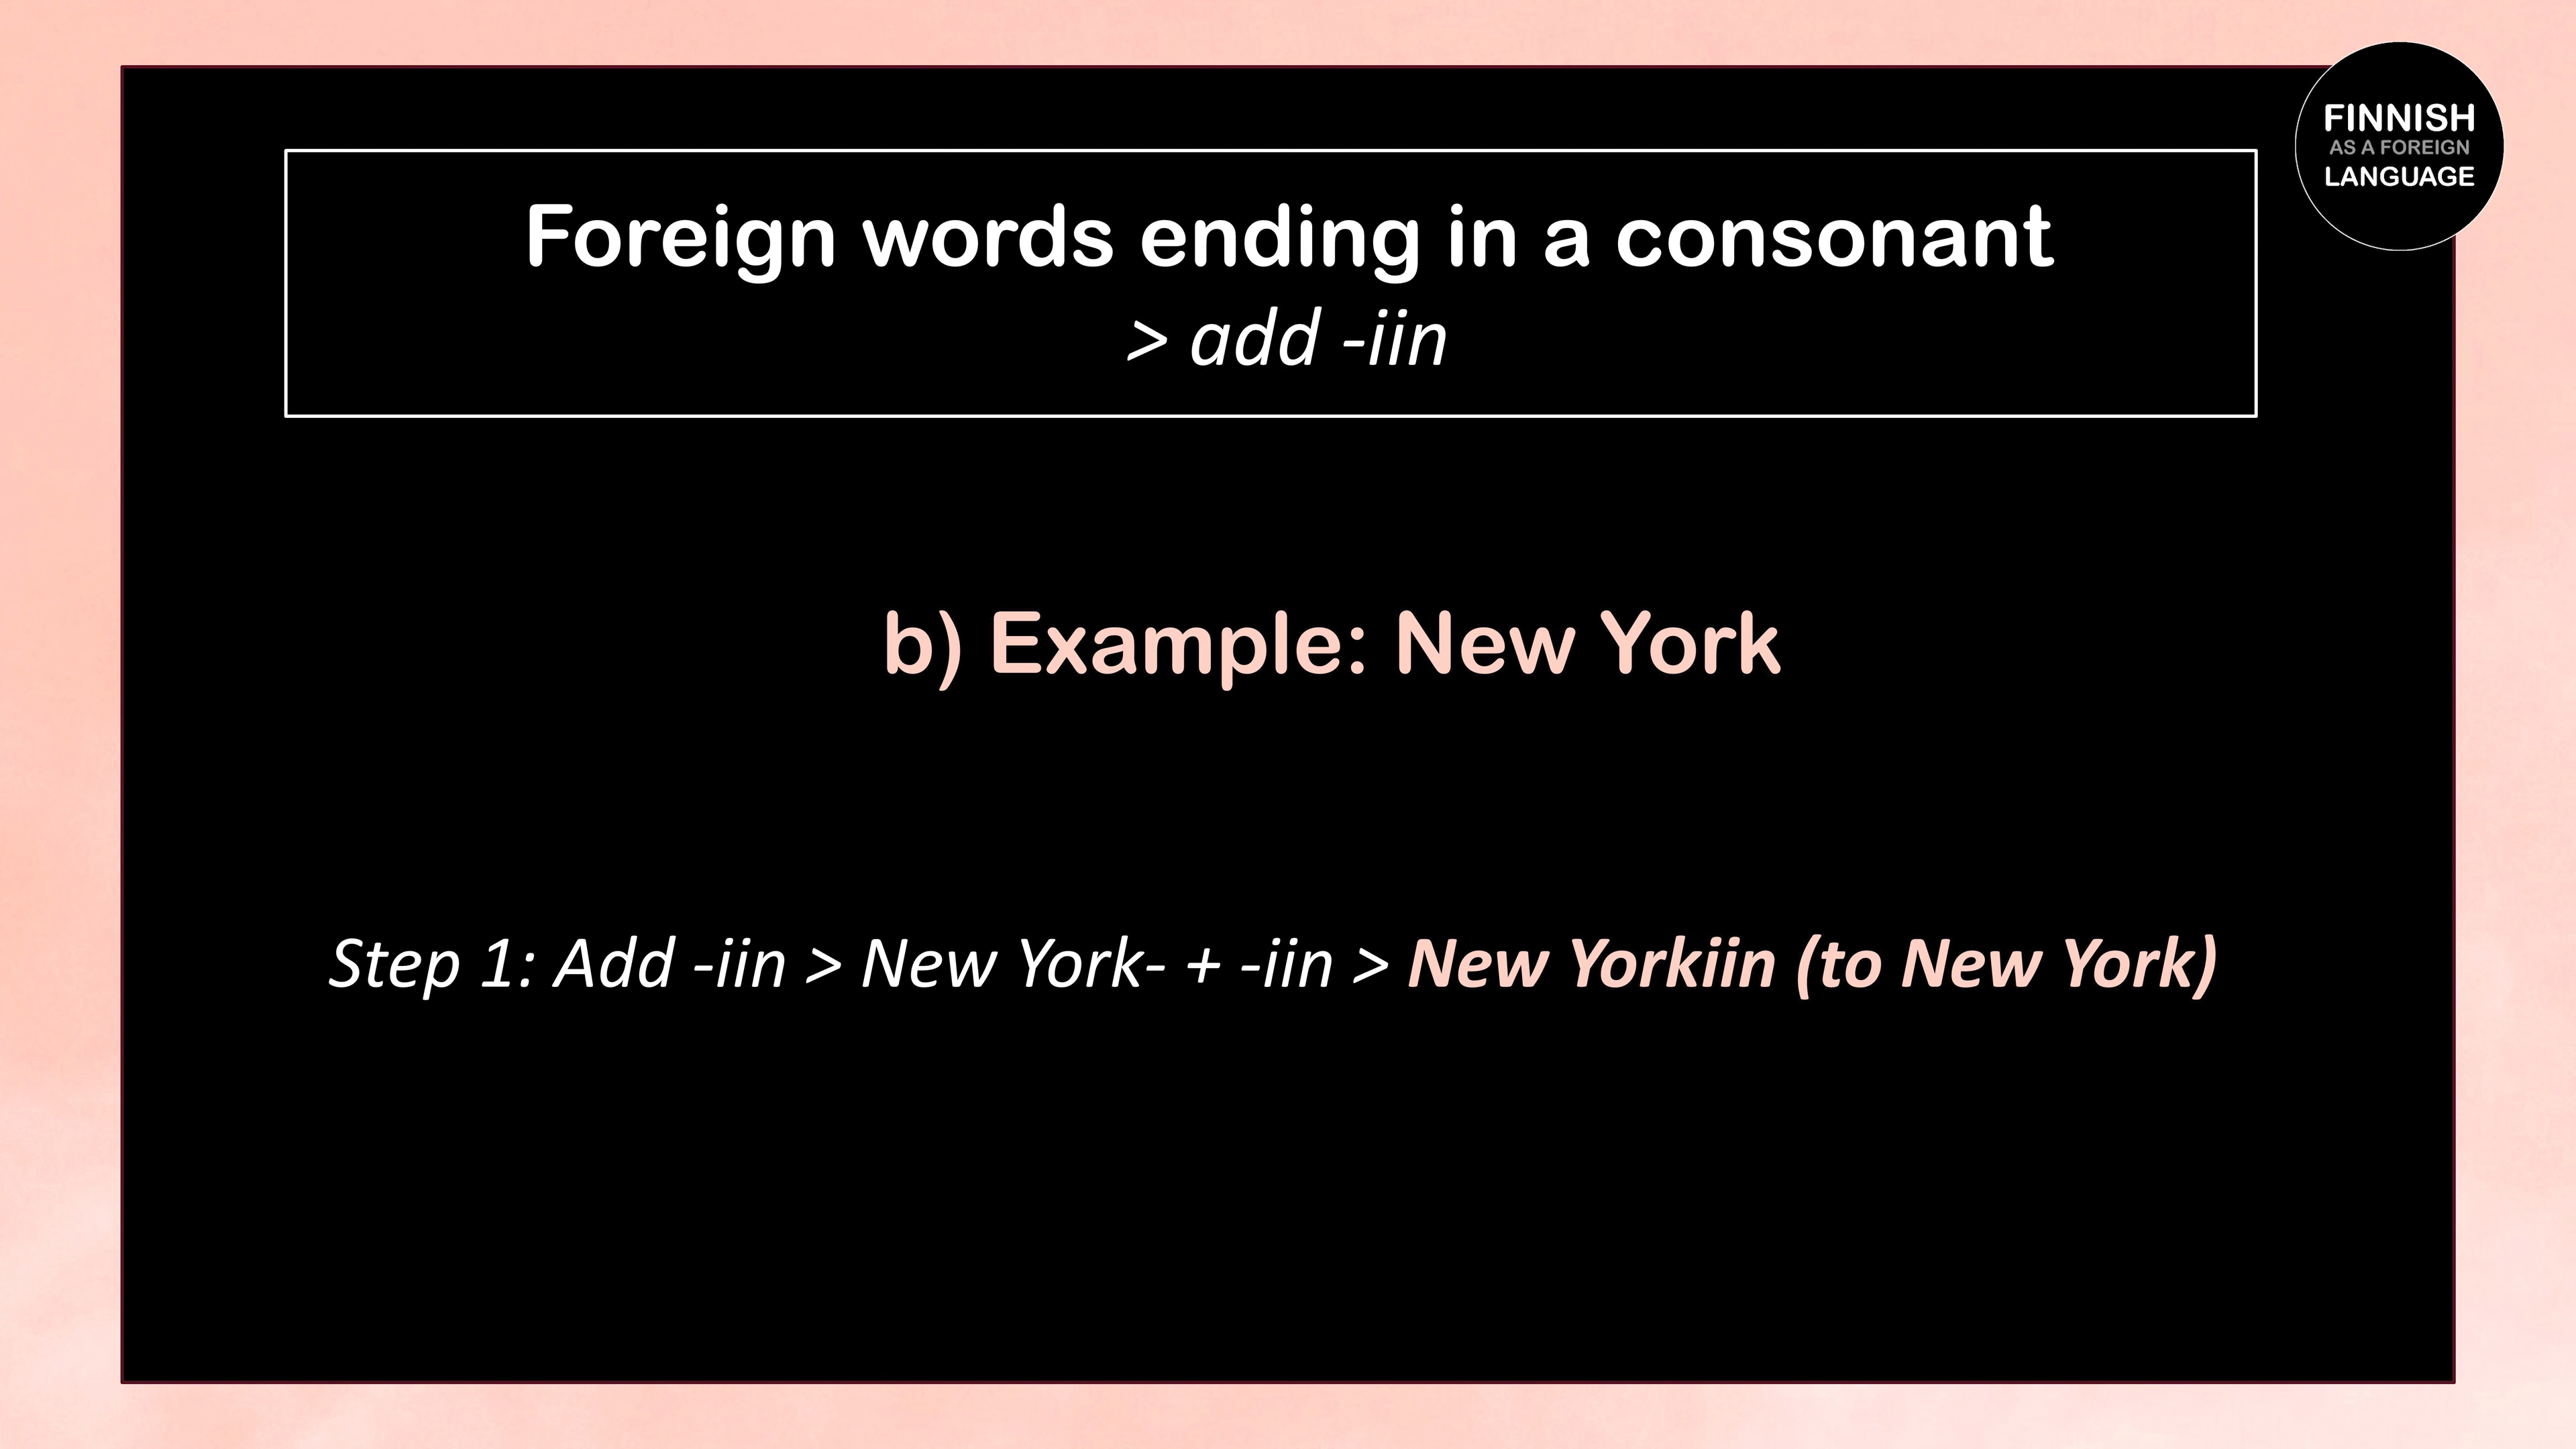 FINNISH
AS A FOREIGN
LANGUAGE
Foreign words ending in a consonant
> add -iin
b) Example: New York
Step 1: Add -iin > New York- + -iin > New Yorkiin (to New York)